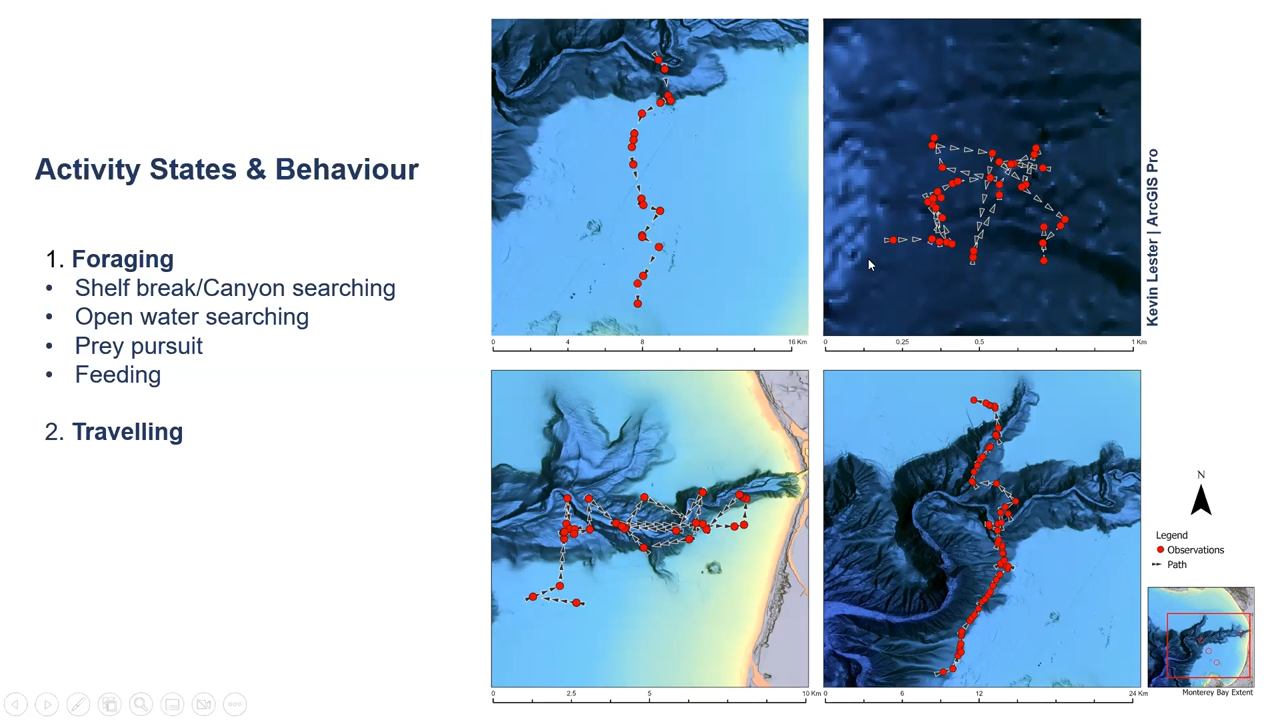 Activity States & Behaviour
1. Foraging
• Shelf break/Canyon searching
• Open water searching
• Prey pursuit
• Feeding
2. Travelling
0 4 8 16 Km
0 0.25 0.5 1 Km
Kevin Lester | ArcGIS Pro
0 2.5 5 10 Km
0 6 12 24 Km
N
Legend
Observations
Path
Monterey Bay Extent